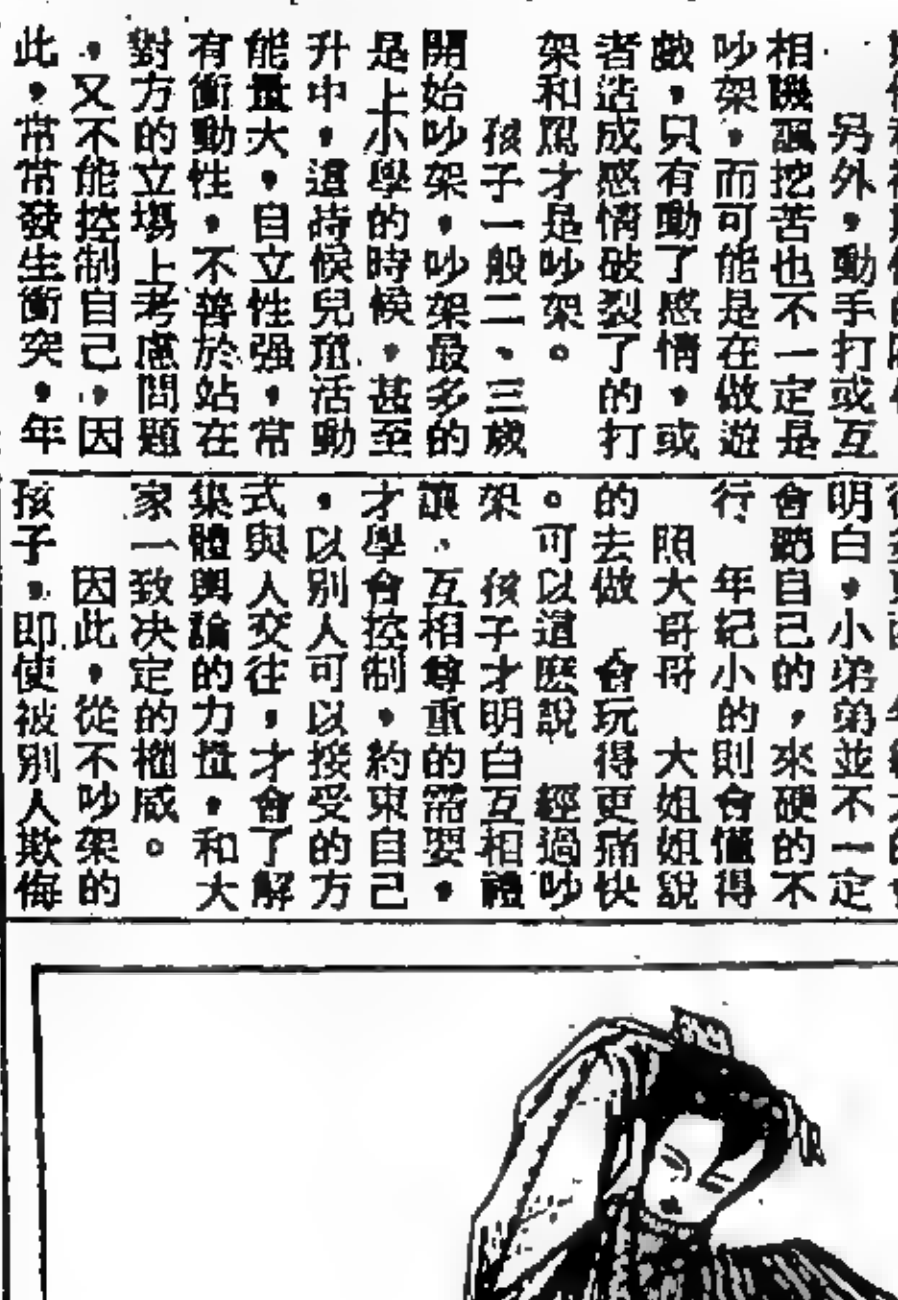 另外，動手打或互
相譏諷挖苦也不一定是
吵架，而可能是在做遊
戲，只有動了感情，或
者造成感情破裂了的打
架和罵才是吵架。
孩子一般二、三歲
開始吵架，吵架最多的
是上小學的時候，甚至
升中，這時候兒童活動
能量大，自立性强，常
有衝動性，不善於站在
對方的立場上考慮問題
，又不能控制自己，因
此，常常發生衝突，年
明白，小弟弟並不一定
會聽自己的，來硬的不
行 年紀小的則會懂得
照大哥哥 大姐姐說
的去做 會玩得更痛快
。可以這麽說 經過吵
架 孩子才明白互相禮
讓、互相尊重的需要，
才學會控制，約束自己
，以別人可以接受的方
式與人交往，才會了解
集體輿論的力量，和大
家一致决定的權威。
因此，從不吵架的
孩子，即使被別人欺侮